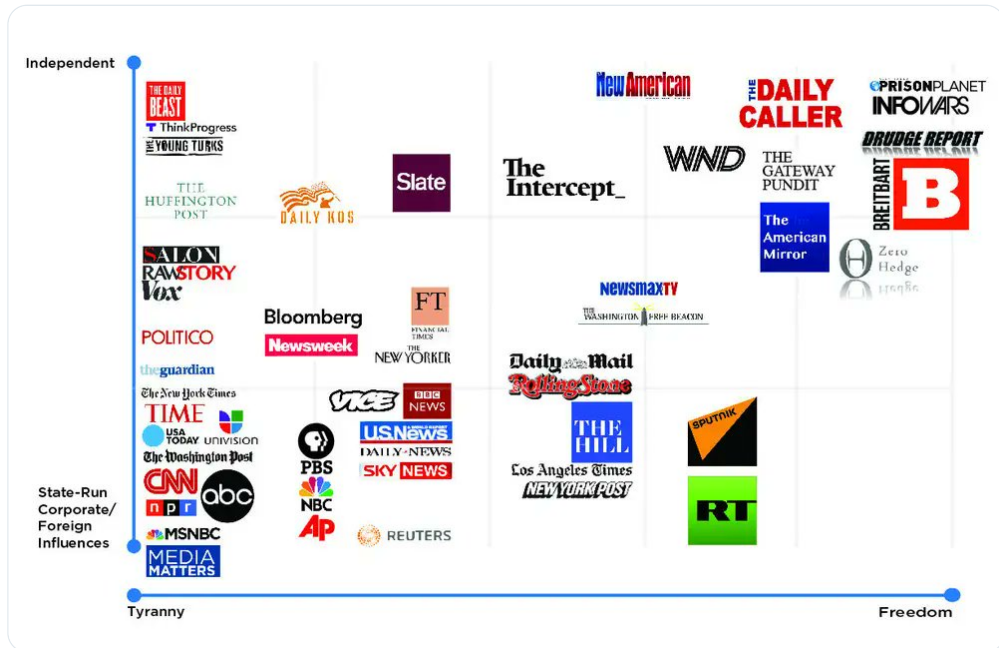 Independent
New American
THE DAILY BEAST
ThinkProgress
THE YOUNG TURKS
THE DAILY CALLER
PRISONPLANET
INFOWARS
DRUDGE REPORT
THE HUFFINGTON POST
DAILY KOS
Slate
The Intercept_
WND
THE GATEWAY PUNDIT
BREITBART
B
The American Mirror
Zero Hedge
SALON
RAWSTORY
Vox
POLITICO
theguardian
Bloomberg
Newsweek
FT
FINANCIAL TIMES
THE NEW YORKER
NEWSMAXTV
THE WASHINGTON FREE BEACON
Daily Mail
RollingStone
The New York Times
TIME
USA TODAY
UNIVISION
The Washington Post
CNN
abc
npr
MSNBC
MEDIA MATTERS
VICE
BBC NEWS
PBS
U.S.News
DAILY NEWS
SKY NEWS
NBC
AP
REUTERS
THE HILL
Los Angeles Times
NEW YORK POST
SPUTNIK
RT
State-Run
Corporate/
Foreign
Influences
Tyranny
Freedom